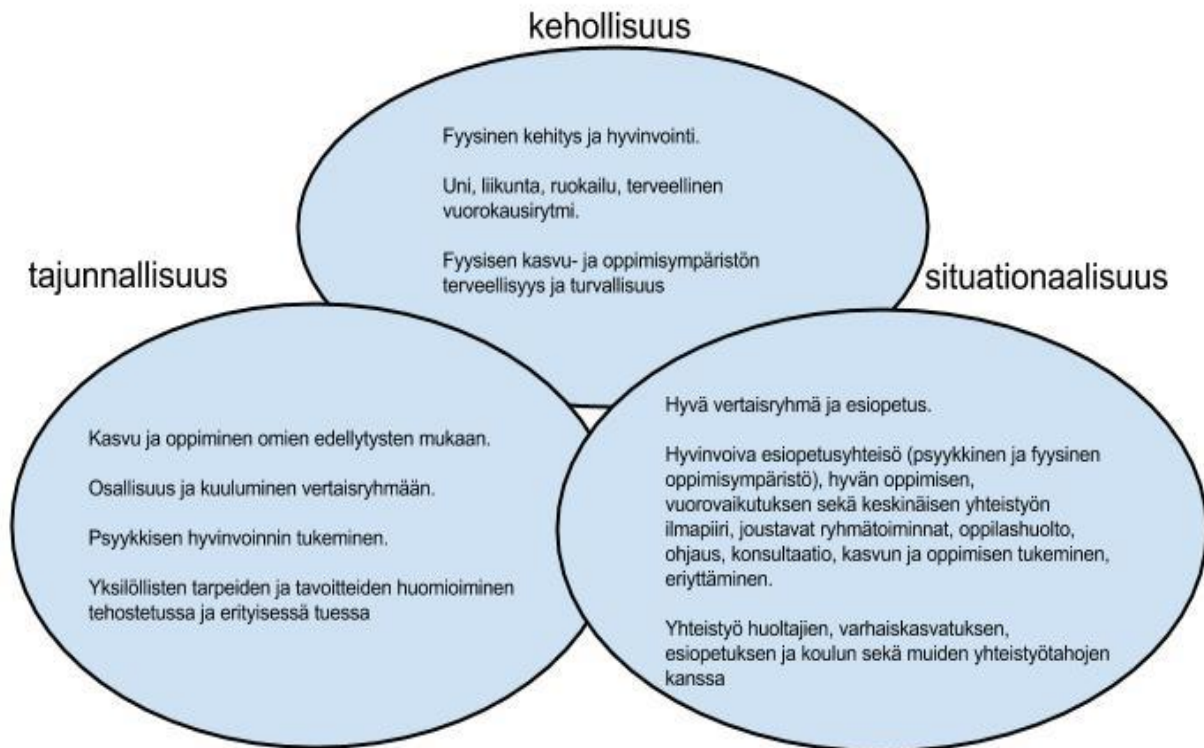 kehollisuus
Fyysinen kehitys ja hyvinvointi.
Uni, liikunta, ruokailu, terveellinen
vuorokausirytmi.
Fyysisen kasvu- ja oppimisympäristön
terveellisyys ja turvallisuus
tajunnallisuus
Kasvu ja oppiminen omien edellytysten mukaan.
Osallisuus ja kuuluminen vertaisryhmään.
Psyykkisen hyvinvoinnin tukeminen.
Yksilöllisten tarpeiden ja tavoitteiden huomioiminen
tehostetussa ja erityisessä tuessa
situationaalisuus
Hyvä vertaisryhmä ja esiopetus.
Hyvinvoiva esiopetusyhteisö (psyykkinen ja fyysinen
oppimisympäristö), hyvän oppimisen,
vuorovaikutuksen sekä keskinäisen yhteistyön
ilmapiiri, joustavat ryhmätoiminnat, oppilashuolto,
ohjaus, konsultaatio, kasvun ja oppimisen tukeminen,
eriyttäminen.
Yhteistyö huoltajien, varhaiskasvatuksen,
esiopetuksen ja koulun sekä muiden yhteistyötahojen
kanssa